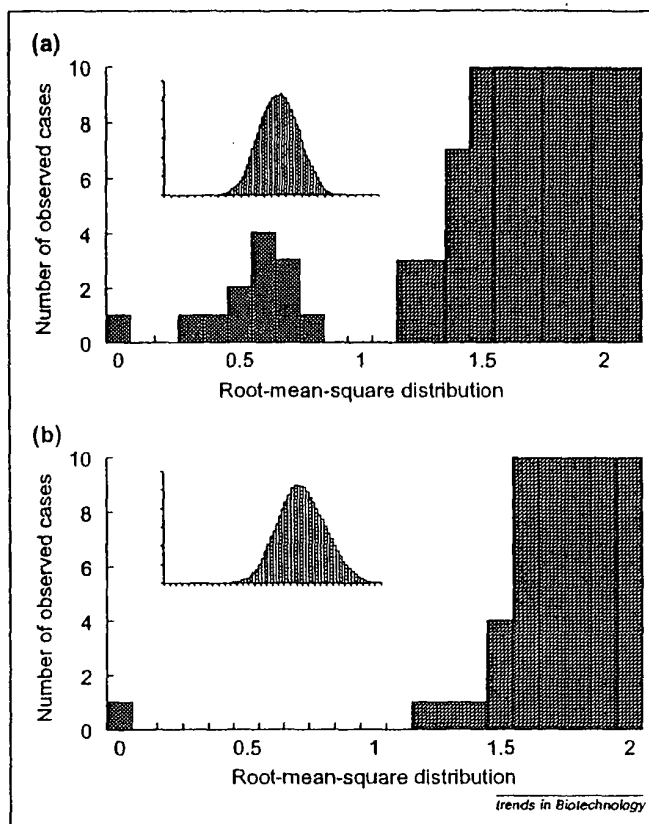 (a)
10
8
6
4
2
0
Number of observed cases
0 0.5 1 1.5 2
Root-mean-square distribution
(b)
10
8
6
4
2
0
Number of observed cases
0 0.5 1 1.5 2
Root-mean-square distribution
trends in Biotechnology